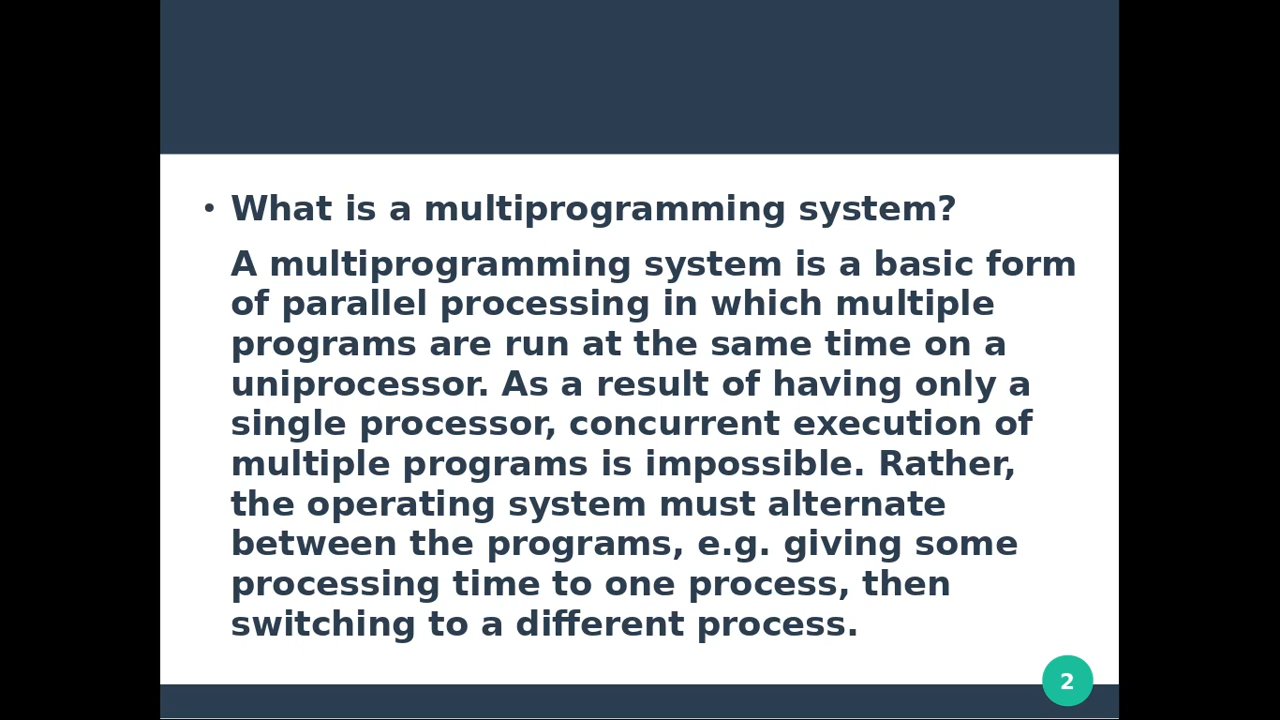 • What is a multiprogramming system?
A multiprogramming system is a basic form
of parallel processing in which multiple
programs are run at the same time on a
uniprocessor. As a result of having only a
single processor, concurrent execution of
multiple programs is impossible. Rather,
the operating system must alternate
between the programs, e.g. giving some
processing time to one process, then
switching to a different process.
2